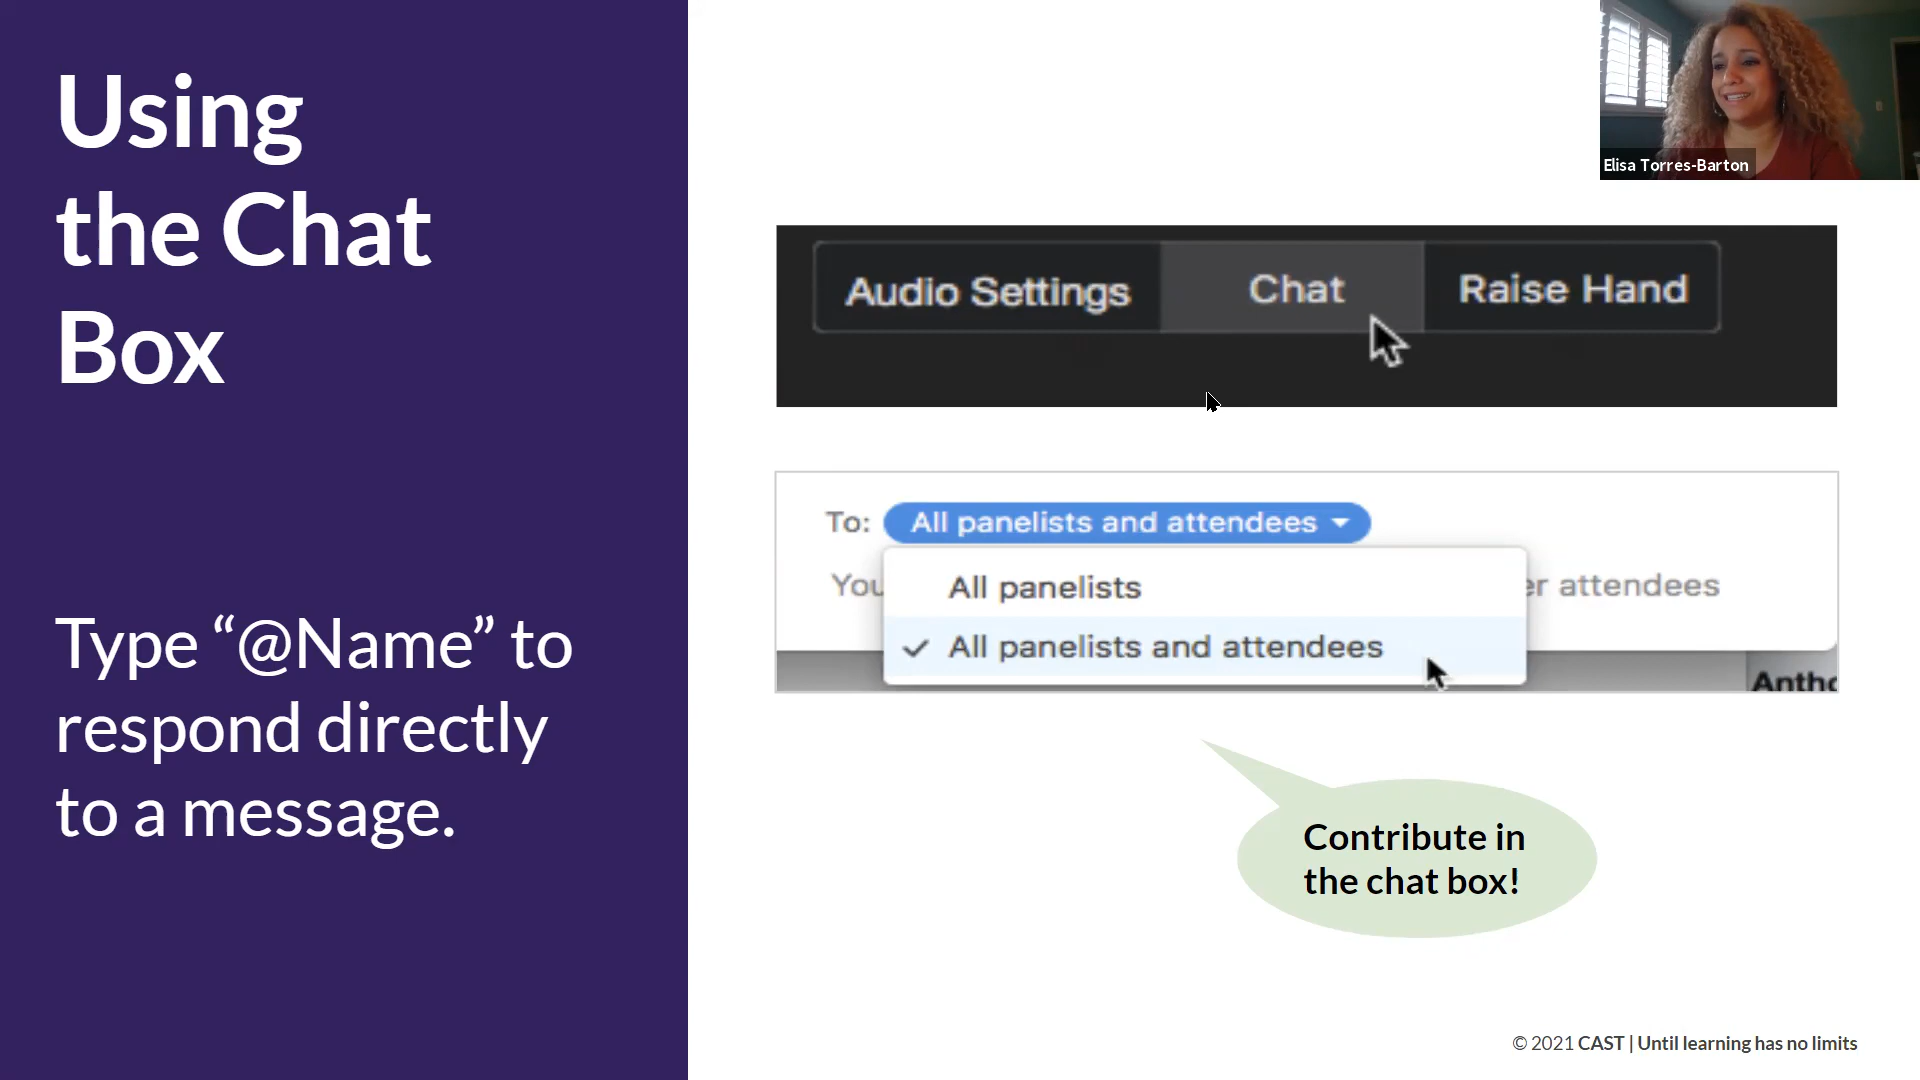 Using
the Chat
Box
Type “@Name” to
respond directly
to a message.
Elisa Torres-Barton
Audio Settings Chat Raise Hand
To: All panelists and attendees
All panelists
attendees
All panelists and attendees
Contribute in
the chat box!
© 2021 CAST | Until learning has no limits